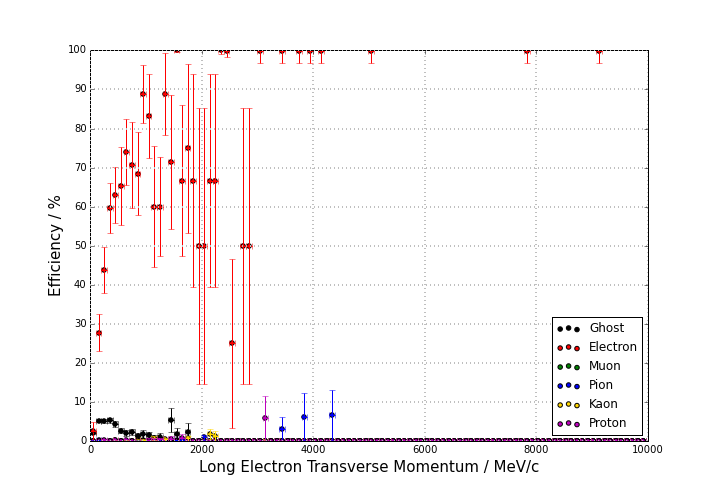 100
90
80
70
60
50
40
30
20
10
0
Efficiency / %
Ghost
Electron
Muon
Pion
Kaon
Proton
0 2000 4000 6000 8000 10000
Long Electron Transverse Momentum / MeV/c